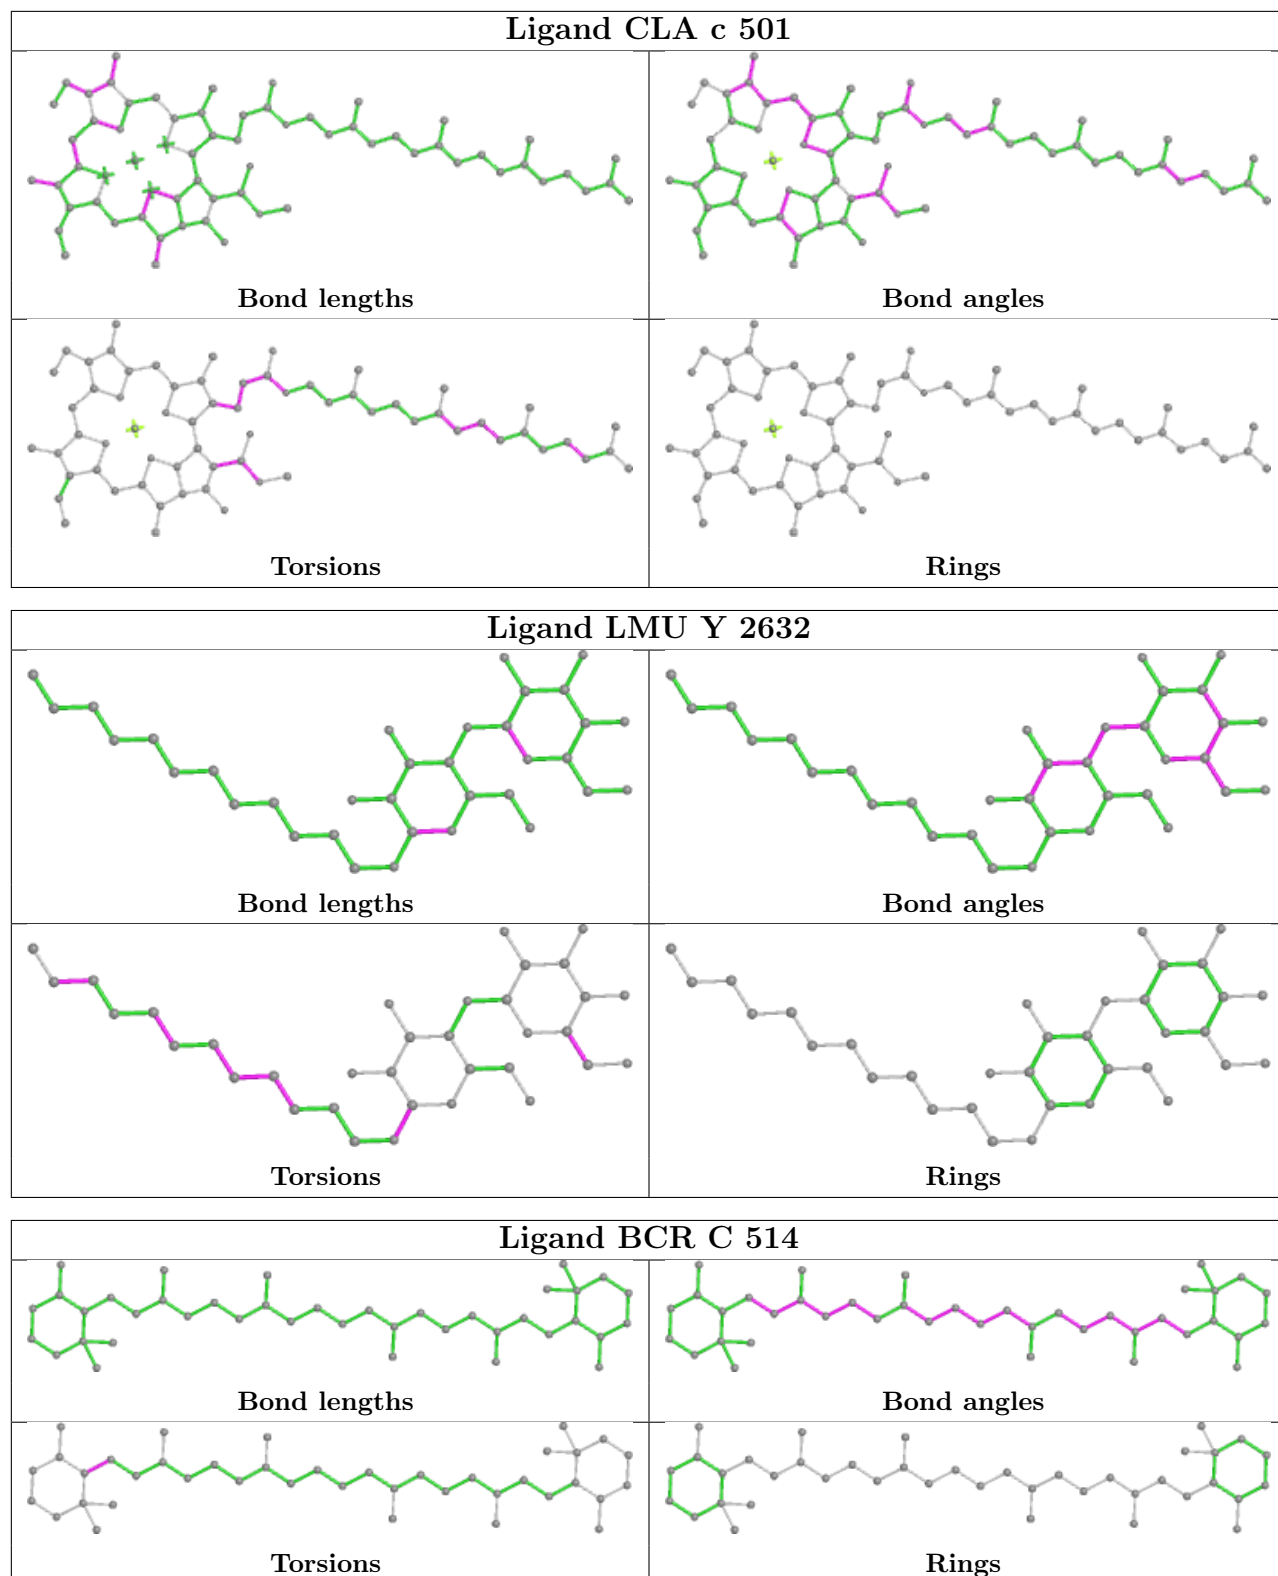 Ligand CLA c 501
Bond lengths
Bond angles
Torsions
Rings
Ligand LMU Y 2632
Bond lengths
Bond angles
Torsions
Rings
Ligand BCR C 514
Bond lengths
Bond angles
Torsions
Rings